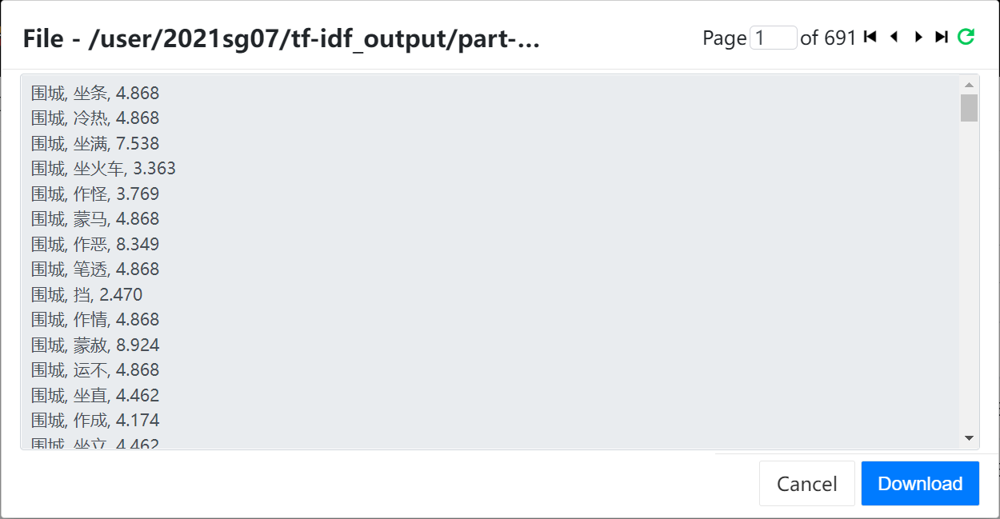 File - /user/2021sg07/tf-idf_output/part-...
Page 1 of 691
围城, 坐条, 4.868
围城, 冷热, 4.868
围城, 坐满, 7.538
围城, 坐火车, 3.363
围城, 作怪, 3.769
围城, 蒙马, 4.868
围城, 作恶, 8.349
围城, 笔透, 4.868
围城, 挡, 2.470
围城, 作情, 4.868
围城, 蒙赦, 8.924
围城, 运不, 4.868
围城, 坐直, 4.462
围城, 作成, 4.174
围城, 坐立, 4.462
Cancel
Download